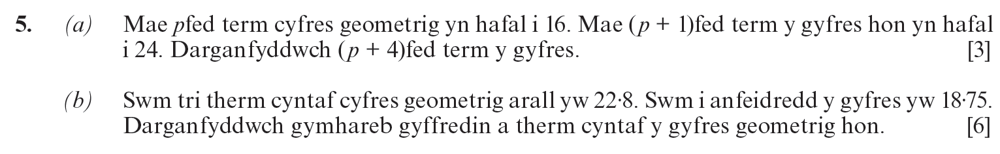 5. (a) Mae pfed term cyfres geometrig yn hafal i 16. Mae (p + 1)fed term y gyfres hon yn hafal
i 24. Darganfyddwch (p + 4)fed term y gyfres. [3]
(b) Swm tri therm cyntaf cyfres geometrig arall yw 22·8. Swm i anfeidredd y gyfres yw 18·75.
Darganfyddwch gymhareb gyffredin a therm cyntaf y gyfres geometrig hon. [6]